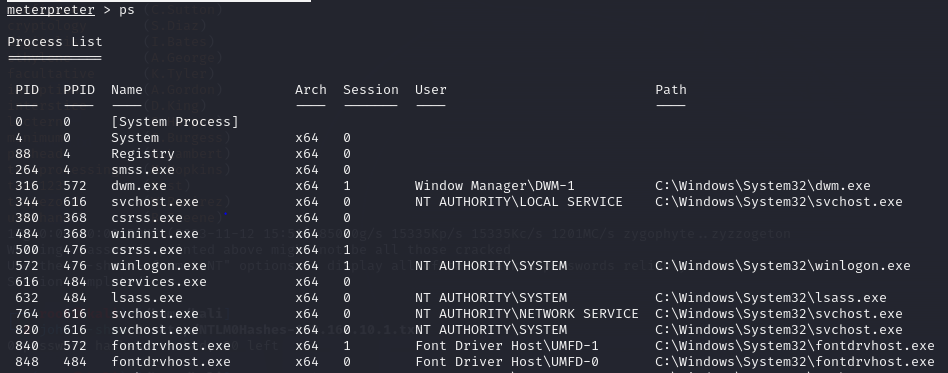 meterpreter > ps
Process List
============
PID PPID Name Arch Session User Path
--- ---- ---- ---- ------- ---- ----
0 0 [System Process]
4 0 System x64 0
88 4 Registry x64 0
264 4 smss.exe x64 0
316 572 dwm.exe x64 1 Window Manager\DWM-1 C:\Windows\System32\dwm.exe
344 616 svchost.exe x64 0 NT AUTHORITY\LOCAL SERVICE C:\Windows\System32\svchost.exe
380 368 csrss.exe x64 0
484 368 wininit.exe x64 0
500 476 csrss.exe x64 1
572 476 winlogon.exe x64 1 NT AUTHORITY\SYSTEM C:\Windows\System32\winlogon.exe
616 484 services.exe x64 0
632 484 lsass.exe x64 0 NT AUTHORITY\SYSTEM C:\Windows\System32\lsass.exe
764 616 svchost.exe x64 0 NT AUTHORITY\NETWORK SERVICE C:\Windows\System32\svchost.exe
820 616 svchost.exe x64 0 NT AUTHORITY\SYSTEM C:\Windows\System32\svchost.exe
840 572 fontdrvhost.exe x64 1 Font Driver Host\UMFD-1 C:\Windows\System32\fontdrvhost.exe
848 484 fontdrvhost.exe x64 0 Font Driver Host\UMFD-0 C:\Windows\System32\fontdrvhost.exe